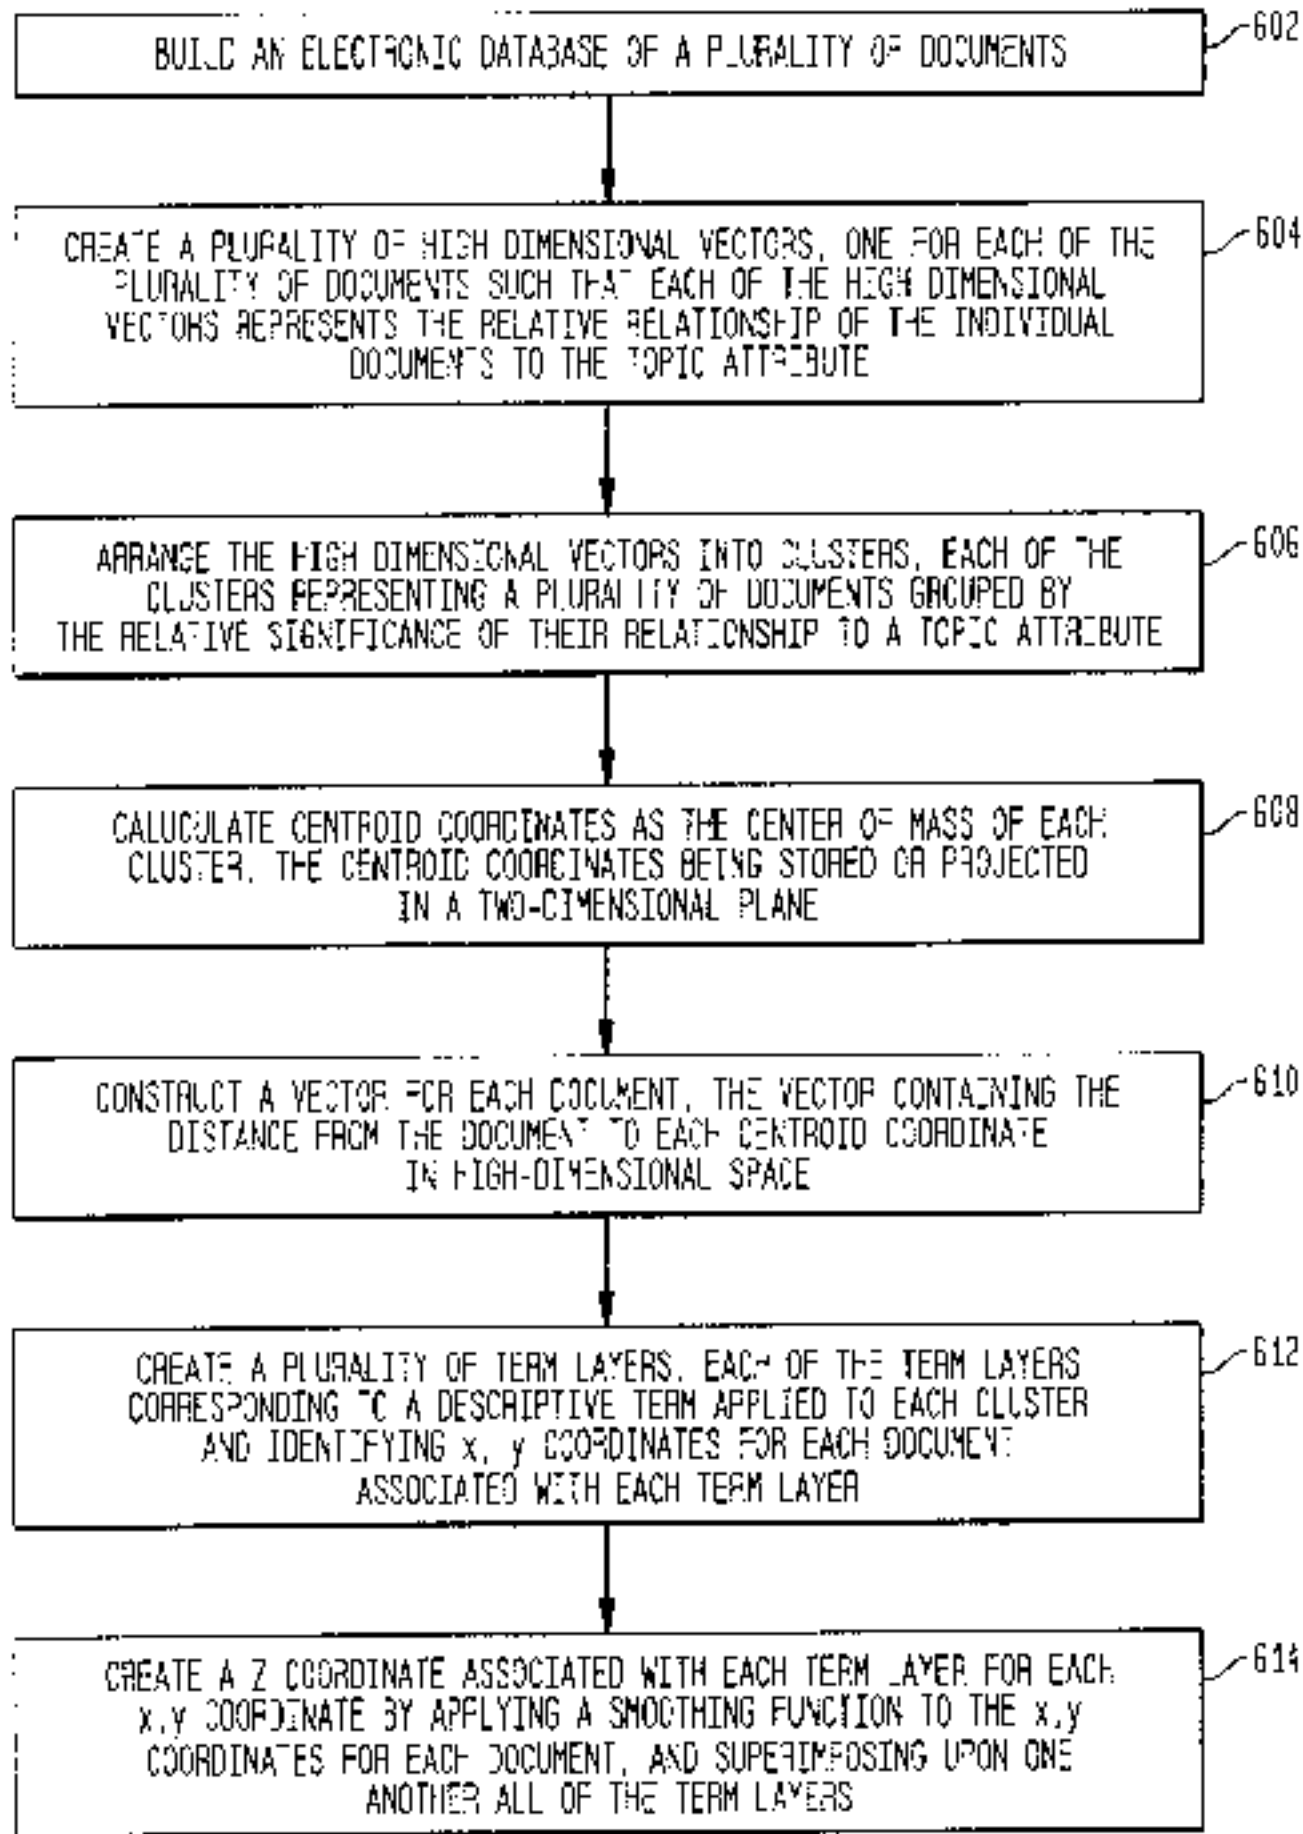 BUILD AN ELECTRONIC DATABASE OF A PLURALITY OF DOCUMENTS
602
CREATE A PLURALITY OF HIGH DIMENSIONAL VECTORS, ONE FOR EACH OF THE
604
PLURALITY OF DOCUMENTS SUCH THAT EACH OF THE HIGH DIMENSIONAL
VECTORS REPRESENTS THE RELATIVE RELATIONSHIP OF THE INDIVIDUAL
DOCUMENTS TO THE TOPIC ATTRIBUTE
ARRANGE THE HIGH DIMENSIONAL VECTORS INTO CLUSTERS, EACH OF THE
606
CLUSTERS REPRESENTING A PLURALITY OF DOCUMENTS GROUPED BY
THE RELATIVE SIGNIFICANCE OF THEIR RELATIONSHIP TO A TOPIC ATTRIBUTE
CALUCULATE CENTROID COORDINATES AS THE CENTER OF MASS OF EACH
608
CLUSTER, THE CENTROID COORDINATES BEING STORED OR PROJECTED
IN A TWO-DIMENSIONAL PLANE
CONSTRUCT A VECTOR FOR EACH DOCUMENT, THE VECTOR CONTAINING THE
610
DISTANCE FROM THE DOCUMENT TO EACH CENTROID COORDINATE
IN HIGH-DIMENSIONAL SPACE
CREATE A PLURALITY OF TERM LAYERS, EACH OF THE TERM LAYERS
612
CORRESPONDING TO A DESCRIPTIVE TERM APPLIED TO EACH CLUSTER
AND IDENTIFYING x, y COORDINATES FOR EACH DOCUMENT
ASSOCIATED WITH EACH TERM LAYER
CREATE A Z COORDINATE ASSOCIATED WITH EACH TERM LAYER FOR EACH
614
x,y COORDINATE BY APPLYING A SMOOTHING FUNCTION TO THE x,y
COORDINATES FOR EACH DOCUMENT, AND SUPERIMPOSING UPON ONE
ANOTHER ALL OF THE TERM LAYERS